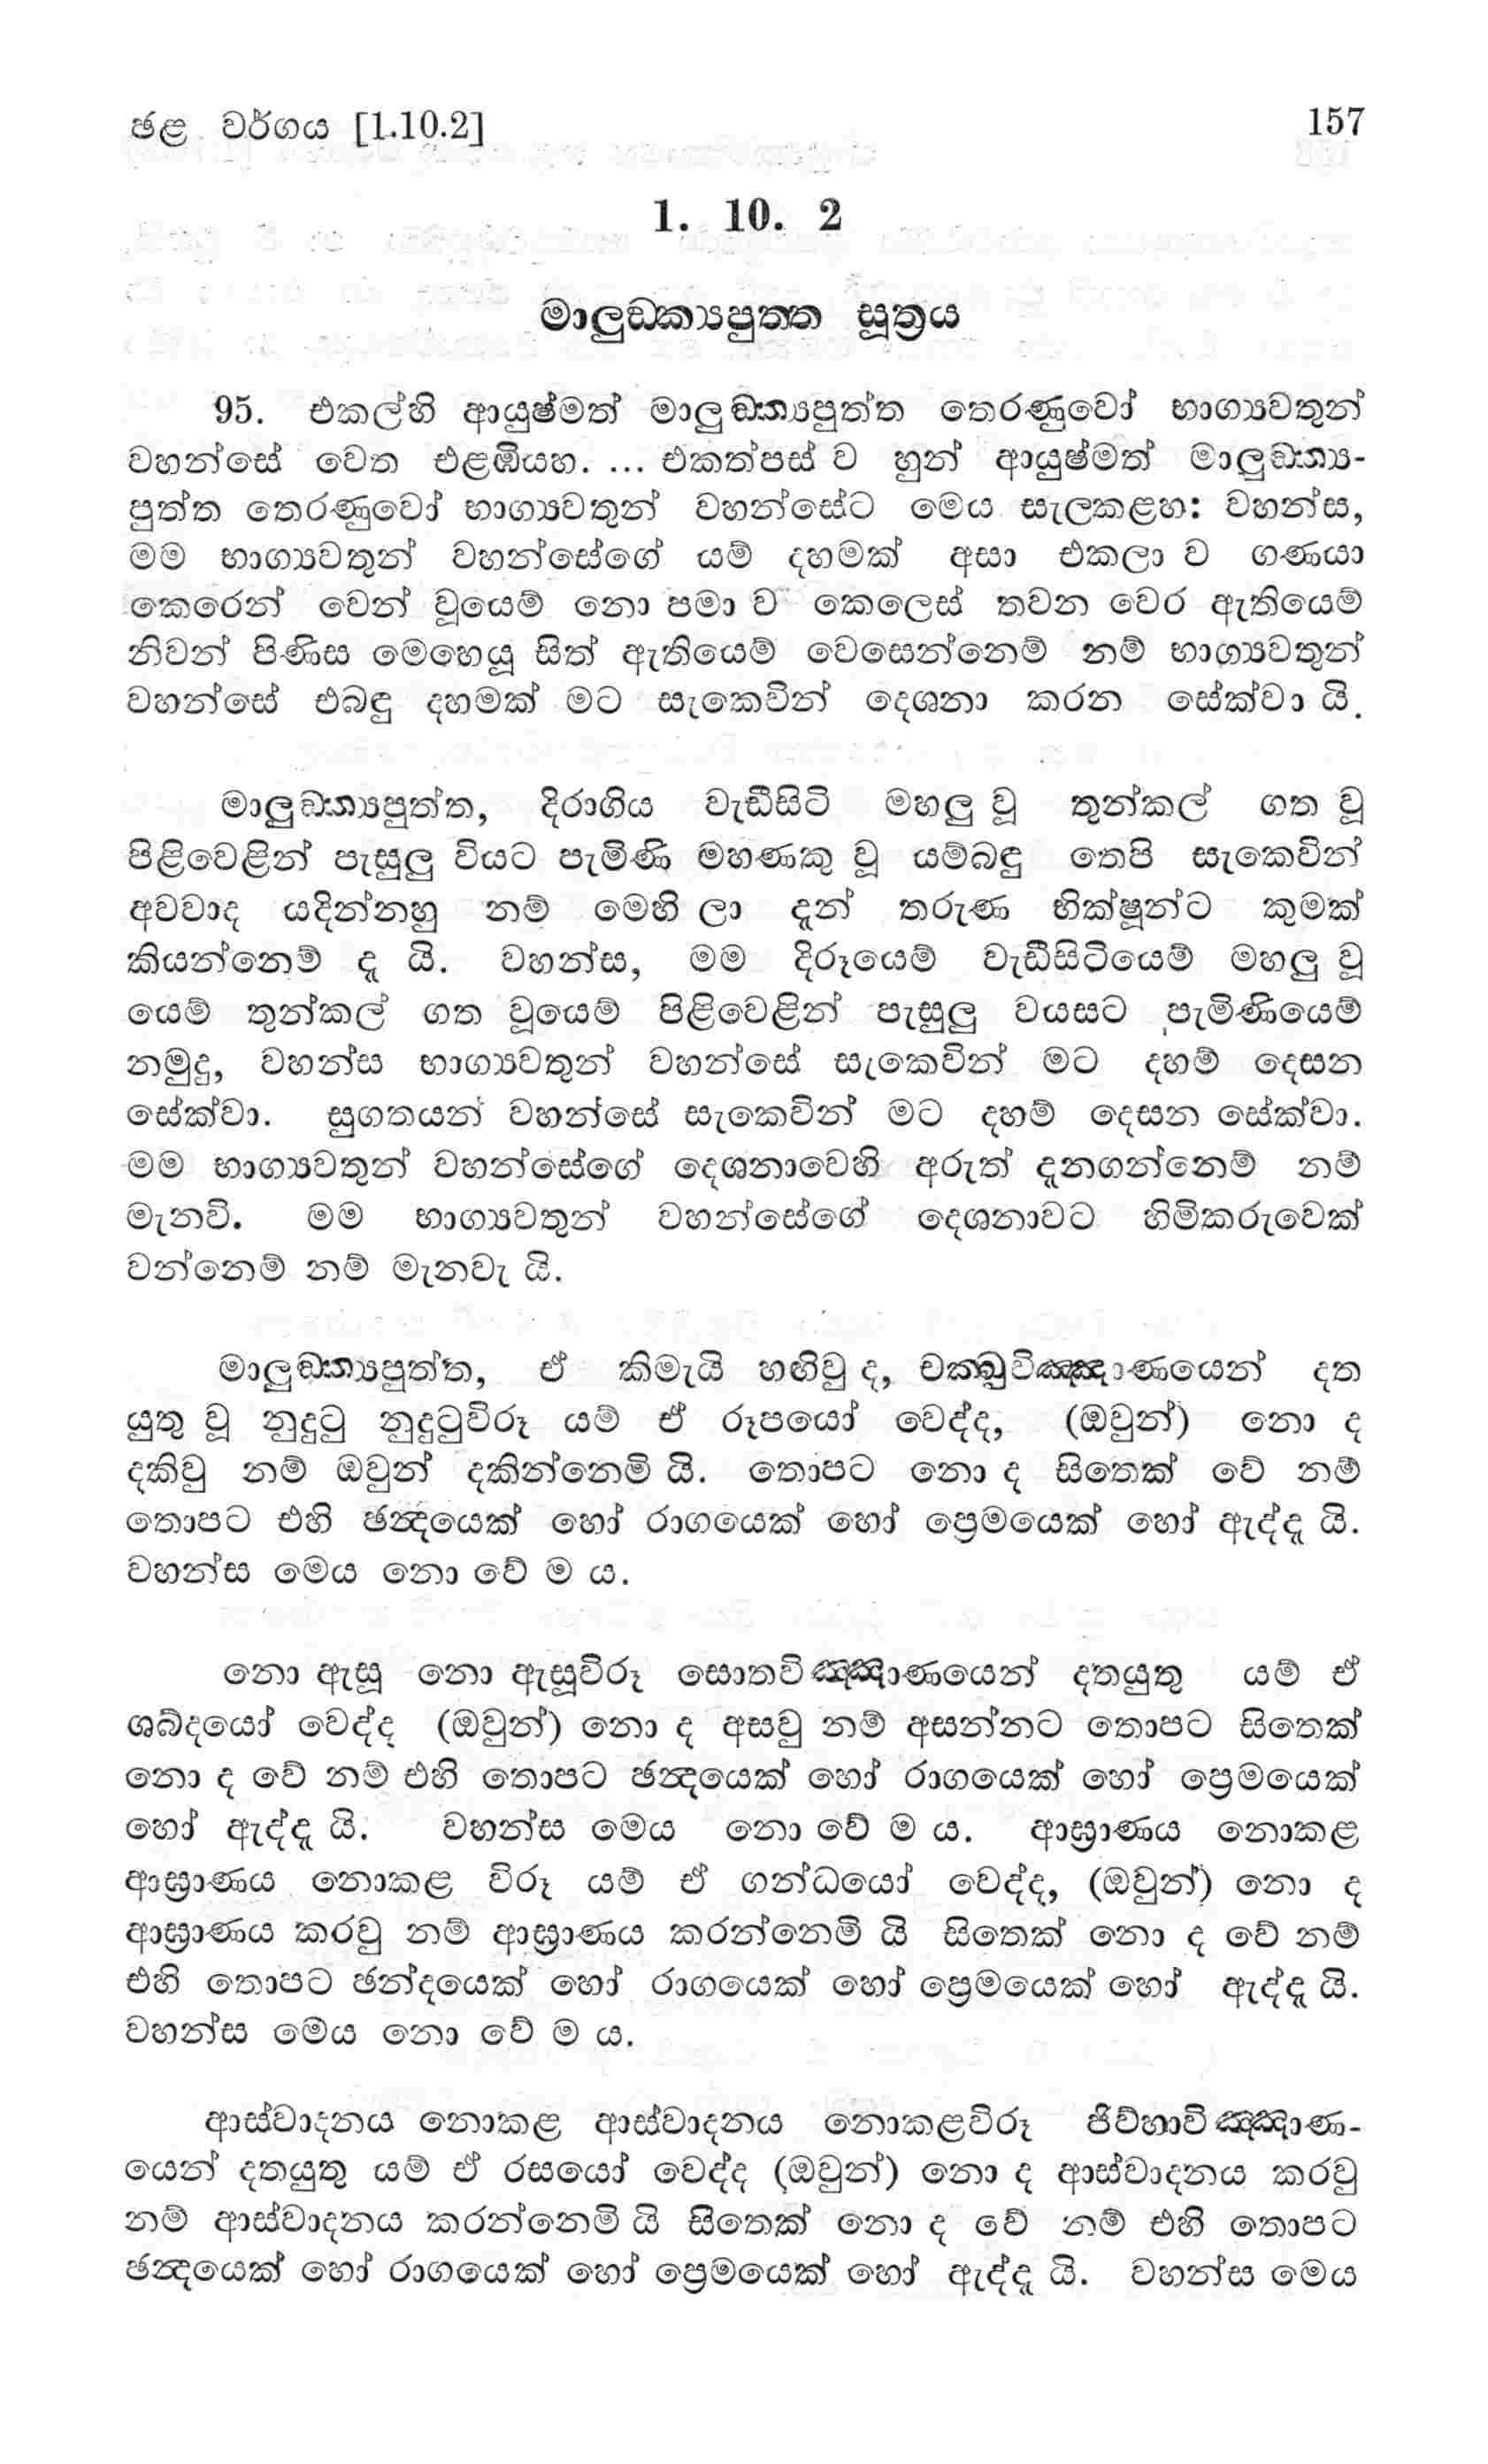 ඡළ වර්ගය [1.10.2]
157
1. 10. 2
මාලුඞ්ක්‍යපුත්ත සූත්‍රය
95. එකල්හි ආයුෂ්මත් මාලුඞ්ක්‍යපුත්ත තෙරණුවෝ භාග්‍යවතුන්
වහන්සේ වෙත එළඹියහ. ... එකත්පස් ව හුන් ආයුෂ්මත් මාලුඞ්ක්‍ය-
පුත්ත තෙරණුවෝ භාග්‍යවතුන් වහන්සේට මෙය සැලකළහ: වහන්ස,
මම භාග්‍යවතුන් වහන්සේගේ යම් දහමක් අසා එකලා ව ගණයා
කෙරෙන් වෙන් වූයෙම් නො පමා ව කෙලෙස් තවන වෙර ඇතියෙම්
නිවන් පිණිස මෙහෙයූ සිත් ඇතියෙම් වෙසෙන්නෙම් නම් භාග්‍යවතුන්
වහන්සේ එබඳු දහමක් මට සැකෙවින් දෙශනා කරන සේක්වා යි.
මාලුඞ්ක්‍යපුත්ත, දිරාගිය වැඩීසිටි මහලු වූ තුන්කල් ගත වූ
පිළිවෙළින් පැසුලු වියට පැමිණි මහණකු වූ යම්බඳු තෙපි සැකෙවින්
අවවාද යදින්නහු නම් මෙහි ලා දැන් තරුණ භික්ෂූන්ට කුමක්
කියන්නෙම් ද යි. වහන්ස, මම දිරූයෙම් වැඩීසිටියෙම් මහලු වූ
යෙම් තුන්කල් ගත වූයෙම් පිළිවෙළින් පැසුලු වයසට පැමිණියෙම්
නමුදු, වහන්ස භාග්‍යවතුන් වහන්සේ සැකෙවින් මට දහම් දෙසන
සේක්වා. සුගතයන් වහන්සේ සැකෙවින් මට දහම් දෙසන සේක්වා.
මම භාග්‍යවතුන් වහන්සේගේ දෙශනාවෙහි අරුත් දැනගන්නෙම් නම්
මැනවි. මම භාග්‍යවතුන් වහන්සේගේ දෙශනාවට හිමිකරුවෙක්
වන්නෙම් නම් මැනවැ යි.
මාලුඞ්ක්‍යපුත්ත, ඒ කිමැයි හඟිවු ද, චක්ඛුවිඤ්ඤාණයෙන් දත
යුතු වූ නුදුටු නුදුටුවිරූ යම් ඒ රූපයෝ වෙද්ද, (ඔවුන්) නො ද
දකිවු නම් ඔවුන් දකින්නෙමි යි. තොපට නො ද සිතෙක් වේ නම්
තොපට එහි ඡන්‍දයෙක් හෝ රාගයෙක් හෝ ප්‍රෙමයෙක් හෝ ඇද්දැ යි.
වහන්ස මෙය නො වේ ම ය.
නො ඇසූ නො ඇසූවිරූ සොතවිඤ්ඤාණයෙන් දතයුතු යම් ඒ
ශබ්දයෝ වෙද්ද (ඔවුන්) නො ද අසවු නම් අසන්නට තොපට සිතෙක්
නො ද වේ නම් එහි තොපට ඡන්‍දයෙක් හෝ රාගයෙක් හෝ ප්‍රෙමයෙක්
හෝ ඇද්දැ යි. වහන්ස මෙය නො වේ ම ය. ආඝ්‍රාණය නොකළ
ආඝ්‍රාණය නොකළ විරූ යම් ඒ ගන්ධයෝ වෙද්ද, (ඔවුන්) නො ද
ආඝ්‍රාණය කරවු නම් ආඝ්‍රාණය කරන්නෙමි යි සිතෙක් නො ද වේ නම්
එහි තොපට ඡන්දයෙක් හෝ රාගයෙක් හෝ ප්‍රෙමයෙක් හෝ ඇද්දැ යි.
වහන්ස මෙය නො වේ ම ය.
ආස්වාදනය නොකළ ආස්වාදනය නොකළවිරූ ජිව්හාවිඤ්ඤාණ-
යෙන් දතයුතු යම් ඒ රසයෝ වෙද්ද (ඔවුන්) නො ද ආස්වාදනය කරවු
නම් ආස්වාදනය කරන්නෙමි යි සිතෙක් නො ද වේ නම් එහි තොපට
ඡන්‍දයෙක් හෝ රාගයෙක් හෝ ප්‍රෙමයෙක් හෝ ඇද්දැ යි. වහන්ස මෙය